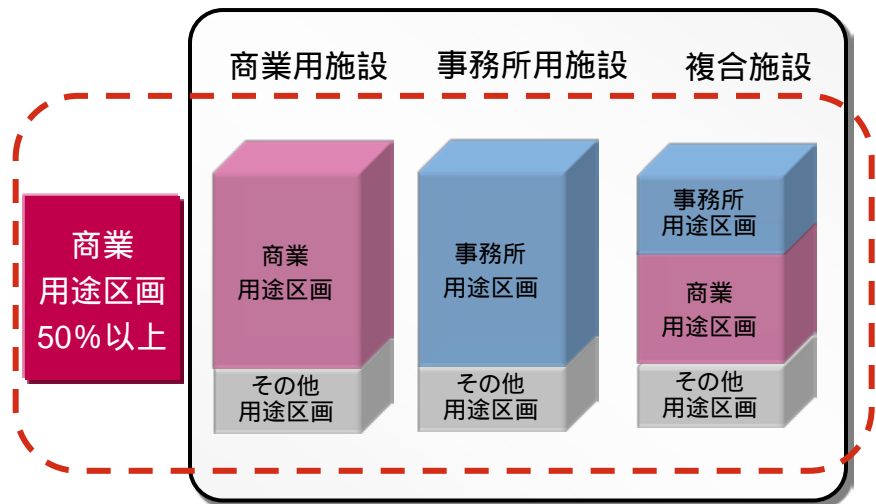 商業用施設
事務所用施設
複合施設
商業
用途区画
50%以上
商業
用途区画
その他
用途区画
事務所
用途区画
その他
用途区画
事務所
用途区画
商業
用途区画
その他
用途区画